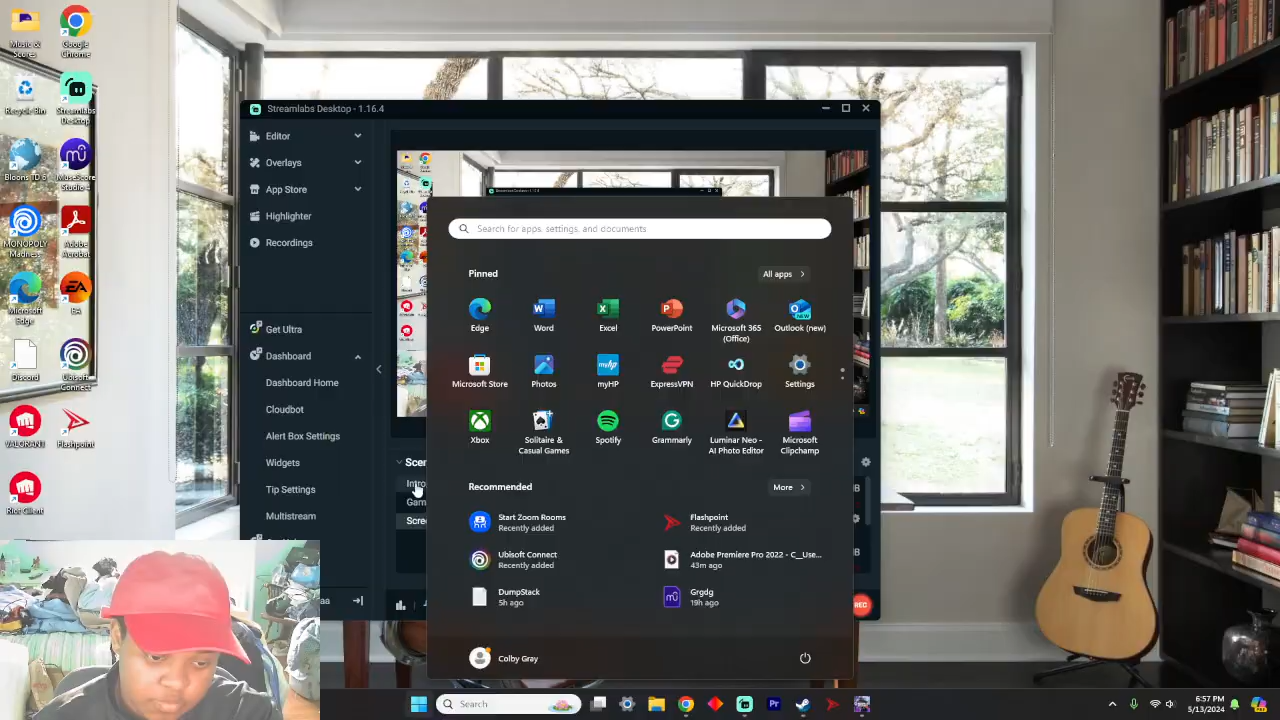 Music &
Scores
Google
Chrome
Recycle Bin
Streamlabs
Desktop
Bloons TD 6
MuseScore
Studio 4
MONOPOLY
Madness
Adobe
Acrobat
Microsoft
Edge
EA
Discord
Ubisoft
Connect
VALORANT
Flashpoint
Riot Client
Streamlabs Desktop - 1.16.4
Editor
Overlays
App Store
Highlighter
Recordings
Get Ultra
Dashboard
Dashboard Home
Cloudbot
Alert Box Settings
Widgets
Tip Settings
Multistream
Scen
Intro
Gam
Scre
REC
Search for apps, settings, and documents
Pinned
All apps
Edge
Word
Excel
PowerPoint
Microsoft 365
(Office)
Outlook (new)
Microsoft Store
Photos
myHP
ExpressVPN
HP QuickDrop
Settings
Xbox
Solitaire &
Casual Games
Spotify
Grammarly
Luminar Neo -
AI Photo Editor
Microsoft
Clipchamp
Recommended
More
Start Zoom Rooms
Recently added
Flashpoint
Recently added
Ubisoft Connect
Recently added
Adobe Premiere Pro 2022 - C__Use...
43m ago
DumpStack
5h ago
Grgdg
19h ago
Colby Gray
Search
6:57 PM
5/13/2024